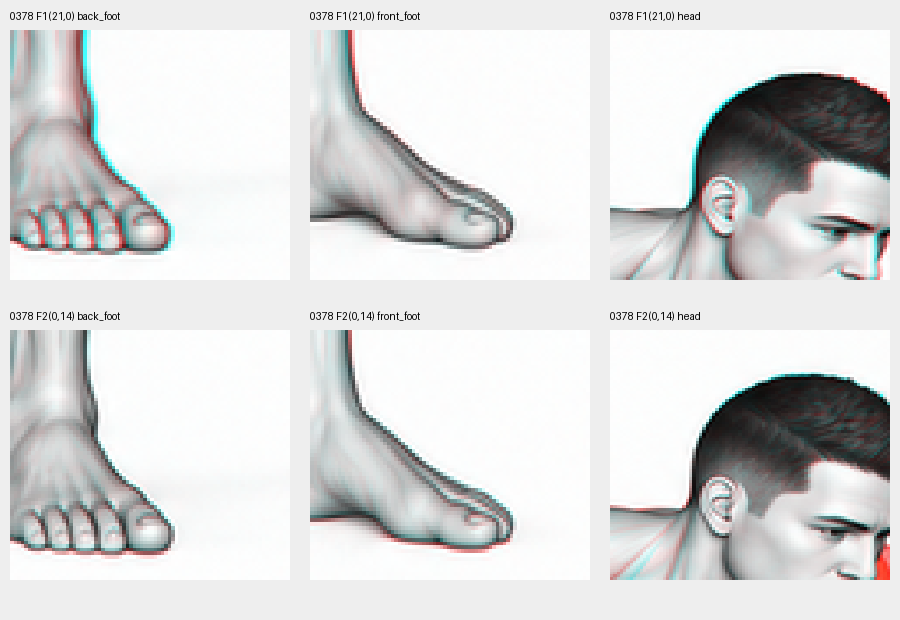 0378 F1(21,0) back_foot
0378 F1(21,0) front_foot
0378 F1(21,0) head
0378 F2(0,14) back_foot
0378 F2(0,14) front_foot
0378 F2(0,14) head